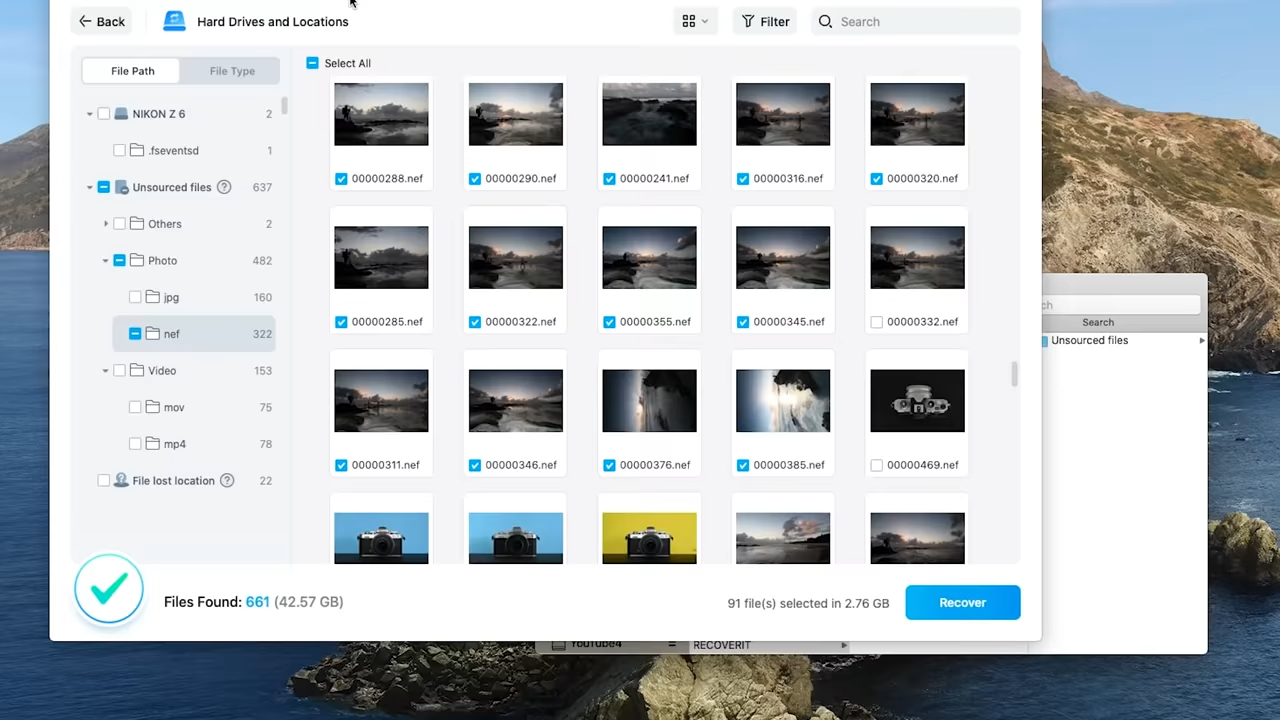 Back
Hard Drives and Locations
Filter
Search
File Path
File Type
Select All
NIKON Z 6 2
.fseventsd 1
Unsourced files ? 637
Others 2
Photo 482
jpg 160
nef 322
Video 153
mov 75
mp4 78
File lost location ? 22
00000288.nef 00000290.nef 00000241.nef 00000316.nef 00000320.nef
00000285.nef 00000322.nef 00000355.nef 00000345.nef 00000332.nef
00000311.nef 00000346.nef 00000376.nef 00000385.nef 00000469.nef
Files Found: 661 (42.57 GB)
91 file(s) selected in 2.76 GB
Recover
ch
Search
Unsourced files
YouTube4
RECOVERIT